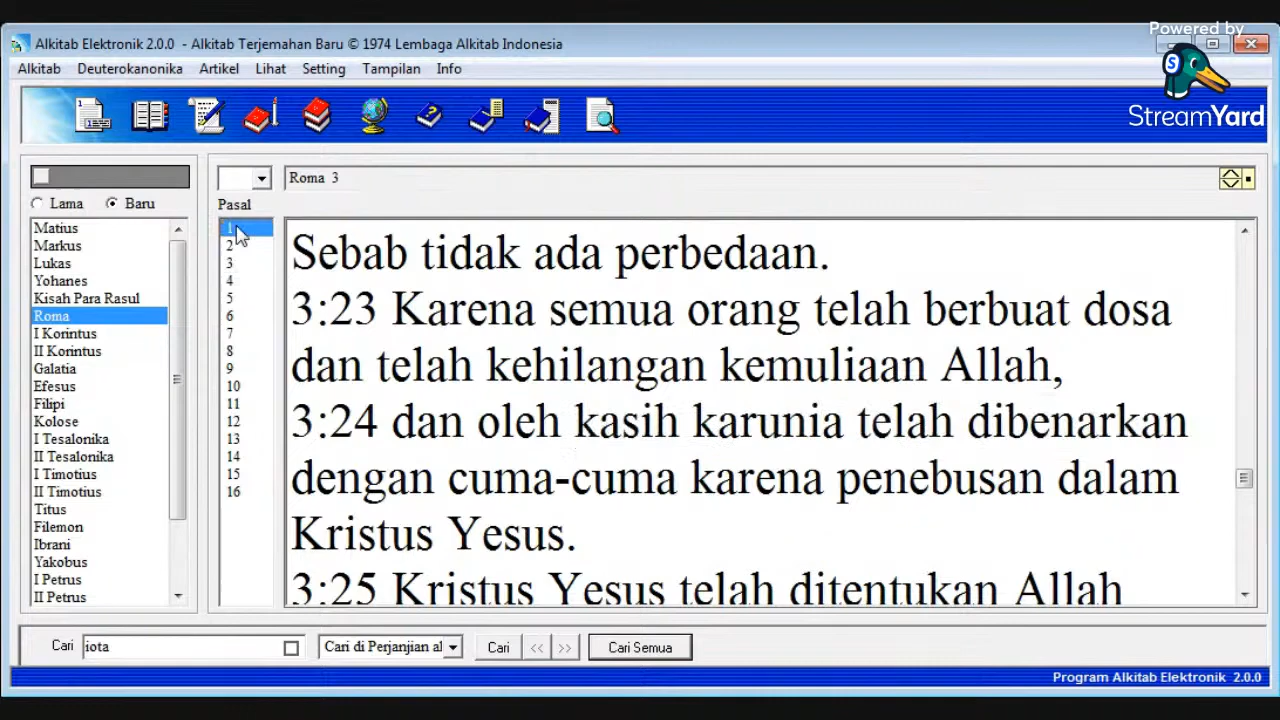 Powered by
StreamYard
Alkitab Elektronik 2.0.0 - Alkitab Terjemahan Baru © 1974 Lembaga Alkitab Indonesia
Alkitab Deuterokanonika Artikel Lihat Setting Tampilan Info
Roma 3
Lama Baru
Pasal
Matius
Markus
Lukas
Yohanes
Kisah Para Rasul
Roma
I Korintus
II Korintus
Galatia
Efesus
Filipi
Kolose
I Tesalonika
II Tesalonika
I Timotius
II Timotius
Titus
Filemon
Ibrani
Yakobus
I Petrus
II Petrus
1
2
3
4
5
6
7
8
9
10
11
12
13
14
15
16
Sebab tidak ada perbedaan.
3:23 Karena semua orang telah berbuat dosa
dan telah kehilangan kemuliaan Allah,
3:24 dan oleh kasih karunia telah dibenarkan
dengan cuma-cuma karena penebusan dalam
Kristus Yesus.
3:25 Kristus Yesus telah ditentukan Allah
Cari iota Cari di Perjanjian al Cari << >> Cari Semua
Program Alkitab Elektronik 2.0.0